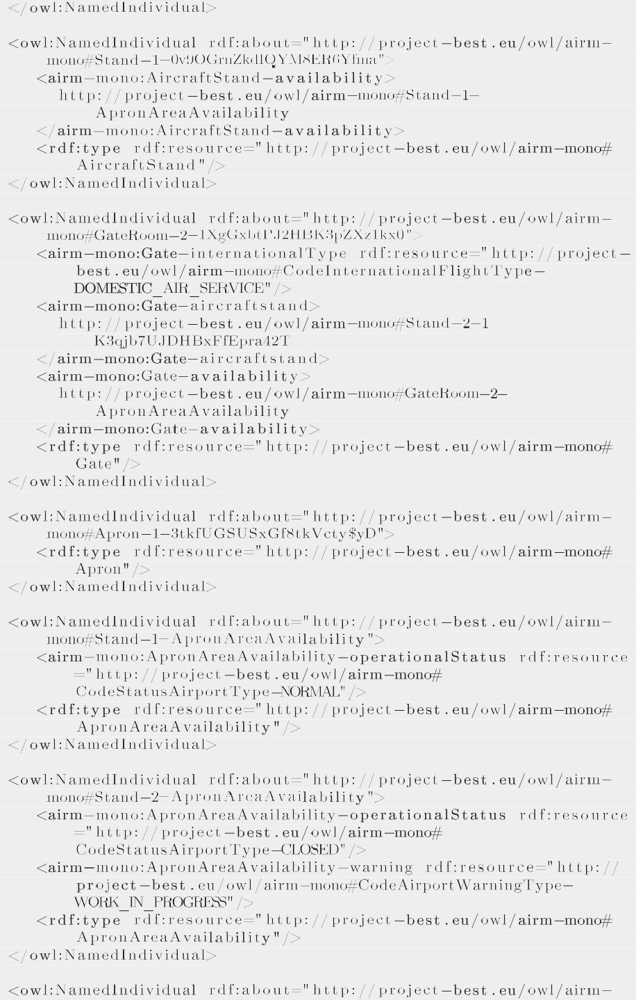 </owl:NamedIndividual>
<owl:NamedIndividual rdf:about="http://project-best.eu/owl/airm-
mono#Stand-1-0v9OGrnZkdIQYM8ER6Yfma">
<airm-mono:AircraftStand-availability>
http://project-best.eu/owl/airm-mono#Stand-1-
ApronAreaAvailability
</airm-mono:AircraftStand-availability>
<rdf:type rdf:resource="http://project-best.eu/owl/airm-mono#
AircraftStand"/>
</owl:NamedIndividual>
<owl:NamedIndividual rdf:about="http://project-best.eu/owl/airm-
mono#GateRoom-2-1XgGxbtPJ2HBK3pZXz1kx0">
<airm-mono:Gate-internationalType rdf:resource="http://project-
best.eu/owl/airm-mono#CodeInternationalFlightType-
DOMESTIC_AIR_SERVICE"/>
<airm-mono:Gate-aircraftstand>
http://project-best.eu/owl/airm-mono#Stand-2-1
K3qjb7UJDHBxFfEpra42T
</airm-mono:Gate-aircraftstand>
<airm-mono:Gate-availability>
http://project-best.eu/owl/airm-mono#GateRoom-2-
ApronAreaAvailability
</airm-mono:Gate-availability>
<rdf:type rdf:resource="http://project-best.eu/owl/airm-mono#
Gate"/>
</owl:NamedIndividual>
<owl:NamedIndividual rdf:about="http://project-best.eu/owl/airm-
mono#Apron-1-3tkfUGSUSxGf8tkVcty$yD">
<rdf:type rdf:resource="http://project-best.eu/owl/airm-mono#
Apron"/>
</owl:NamedIndividual>
<owl:NamedIndividual rdf:about="http://project-best.eu/owl/airm-
mono#Stand-1-ApronAreaAvailability">
<airm-mono:ApronAreaAvailability-operationalStatus rdf:resource
="http://project-best.eu/owl/airm-mono#
CodeStatusAirportType-NORMAL"/>
<rdf:type rdf:resource="http://project-best.eu/owl/airm-mono#
ApronAreaAvailability"/>
</owl:NamedIndividual>
<owl:NamedIndividual rdf:about="http://project-best.eu/owl/airm-
mono#Stand-2-ApronAreaAvailability">
<airm-mono:ApronAreaAvailability-operationalStatus rdf:resource
="http://project-best.eu/owl/airm-mono#
CodeStatusAirportType-CLOSED"/>
<airm-mono:ApronAreaAvailability-warning rdf:resource="http://
project-best.eu/owl/airm-mono#CodeAirportWarningType-
WORK_IN_PROGRESS"/>
<rdf:type rdf:resource="http://project-best.eu/owl/airm-mono#
ApronAreaAvailability"/>
</owl:NamedIndividual>
<owl:NamedIndividual rdf:about="http://project-best.eu/owl/airm-